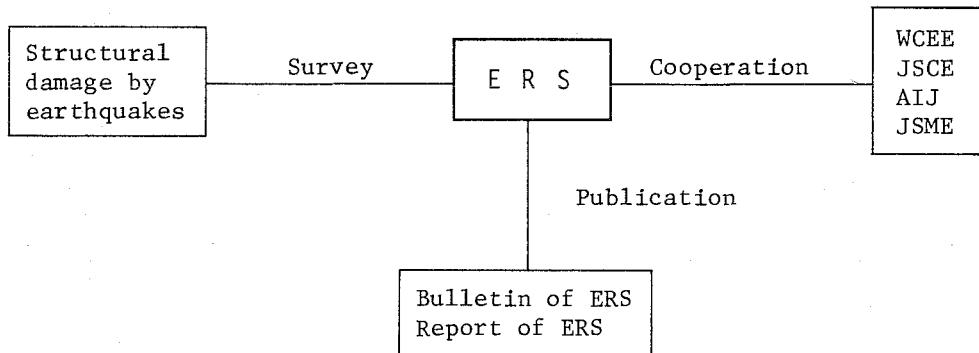 Structural
damage by
earthquakes
Survey
E R S
Cooperation
WCEE
JSCE
AIJ
JSME
Publication
Bulletin of ERS
Report of ERS